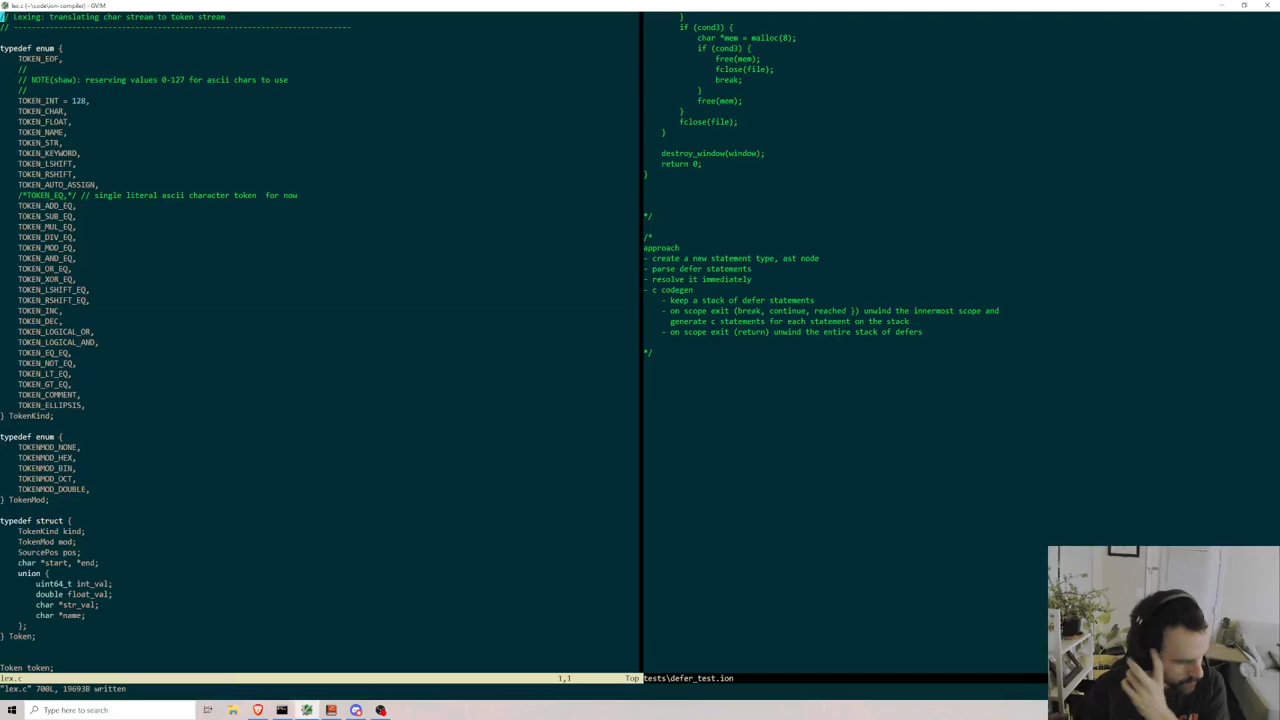 lex.c (~\code\ion-compiler) - GVIM
// Lexing: translating char stream to token stream
// ---------------------------------------------------------------------------
typedef enum {
TOKEN_EOF,
//
// NOTE(shaw): reserving values 0-127 for ascii chars to use
//
TOKEN_INT = 128,
TOKEN_CHAR,
TOKEN_FLOAT,
TOKEN_NAME,
TOKEN_STR,
TOKEN_KEYWORD,
TOKEN_LSHIFT,
TOKEN_RSHIFT,
TOKEN_AUTO_ASSIGN,
/*TOKEN_EQ,*/ // single literal ascii character token  for now
TOKEN_ADD_EQ,
TOKEN_SUB_EQ,
TOKEN_MUL_EQ,
TOKEN_DIV_EQ,
TOKEN_MOD_EQ,
TOKEN_AND_EQ,
TOKEN_OR_EQ,
TOKEN_XOR_EQ,
TOKEN_LSHIFT_EQ,
TOKEN_RSHIFT_EQ,
TOKEN_INC,
TOKEN_DEC,
TOKEN_LOGICAL_OR,
TOKEN_LOGICAL_AND,
TOKEN_EQ_EQ,
TOKEN_NOT_EQ,
TOKEN_LT_EQ,
TOKEN_GT_EQ,
TOKEN_COMMENT,
TOKEN_ELLIPSIS,
} TokenKind;
typedef enum {
TOKENMOD_NONE,
TOKENMOD_HEX,
TOKENMOD_BIN,
TOKENMOD_OCT,
TOKENMOD_DOUBLE,
} TokenMod;
typedef struct {
TokenKind kind;
TokenMod mod;
SourcePos pos;
char *start, *end;
union {
uint64_t int_val;
double float_val;
char *str_val;
char *name;
};
} Token;
Token token;
lex.c 1,1 Top
"lex.c" 700L, 19693B written
}
if (cond3) {
char *mem = malloc(8);
if (cond3) {
free(mem);
fclose(file);
break;
}
free(mem);
}
fclose(file);
}
destroy_window(window);
return 0;
}
*/
/*
approach
- create a new statement type, ast node
- parse defer statements
- resolve it immediately
- c codegen
- keep a stack of defer statements
- on scope exit (break, continue, reached }) unwind the innermost scope and
generate c statements for each statement on the stack
- on scope exit (return) unwind the entire stack of defers
*/
tests\defer_test.ion
Type here to search